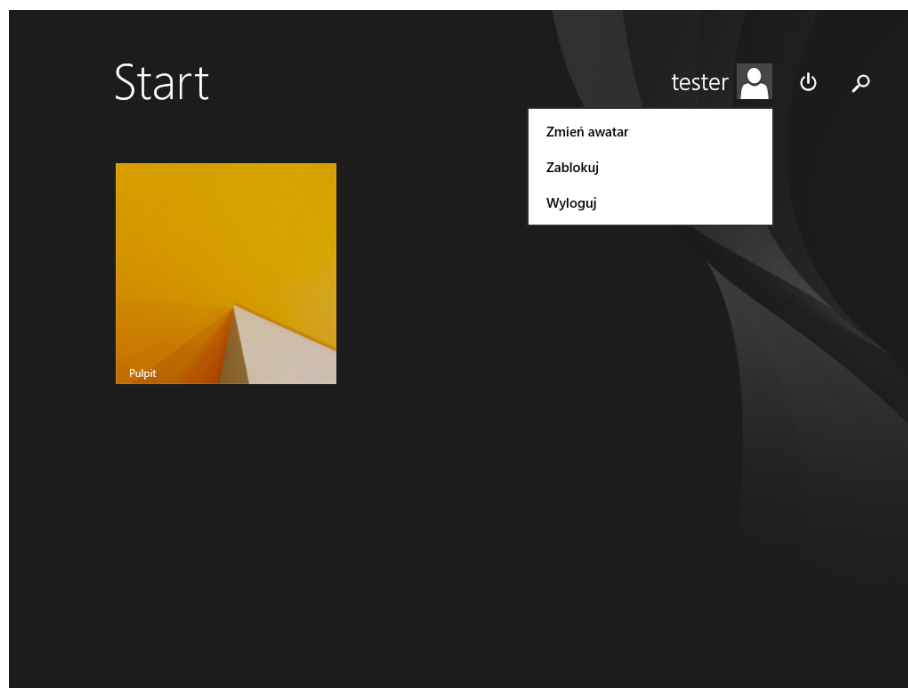 Start
tester
Zmień awatar
Zablokuj
Wyloguj
Pulpit